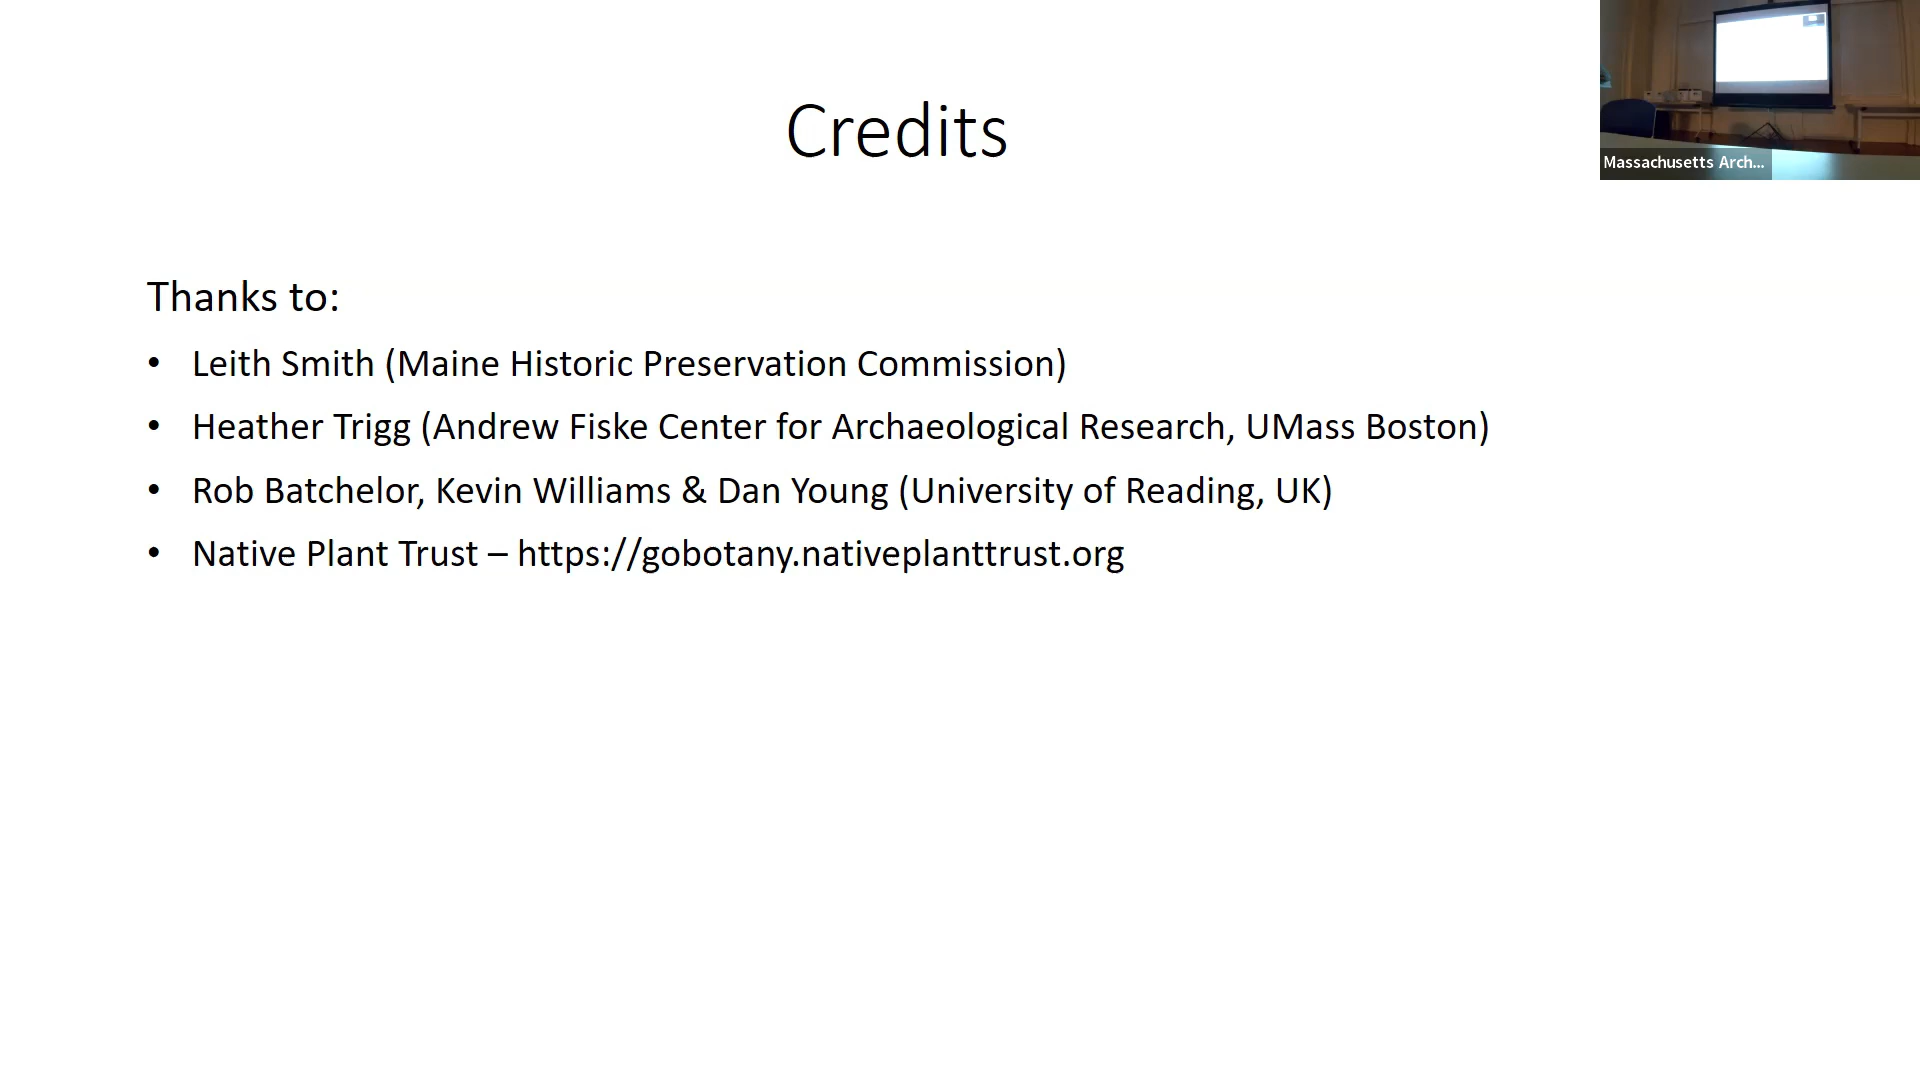 Credits
Massachusetts Arch...
Thanks to:
• Leith Smith (Maine Historic Preservation Commission)
• Heather Trigg (Andrew Fiske Center for Archaeological Research, UMass Boston)
• Rob Batchelor, Kevin Williams & Dan Young (University of Reading, UK)
• Native Plant Trust – https://gobotany.nativeplanttrust.org